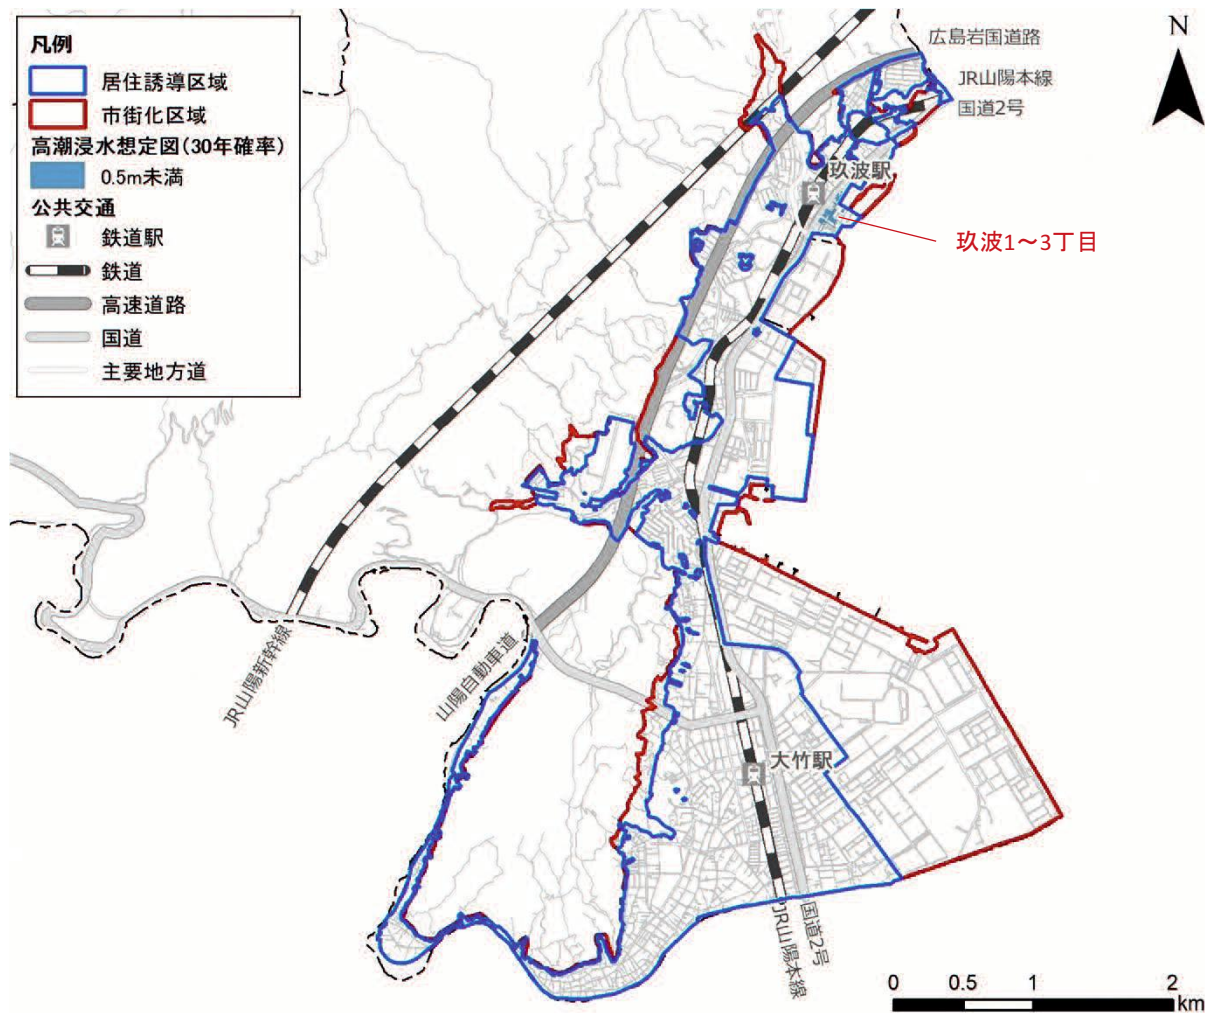 凡例
居住誘導区域
市街化区域
高潮浸水想定図(30年確率)
0.5m未満
公共交通
鉄道駅
鉄道
高速道路
国道
主要地方道
N
広島岩国道路
JR山陽本線
国道2号
玖波駅
玖波1～3丁目
JR山陽新幹線
山陽自動車道
大竹駅
国道2号
JR山陽本線
0 0.5 1 2
km